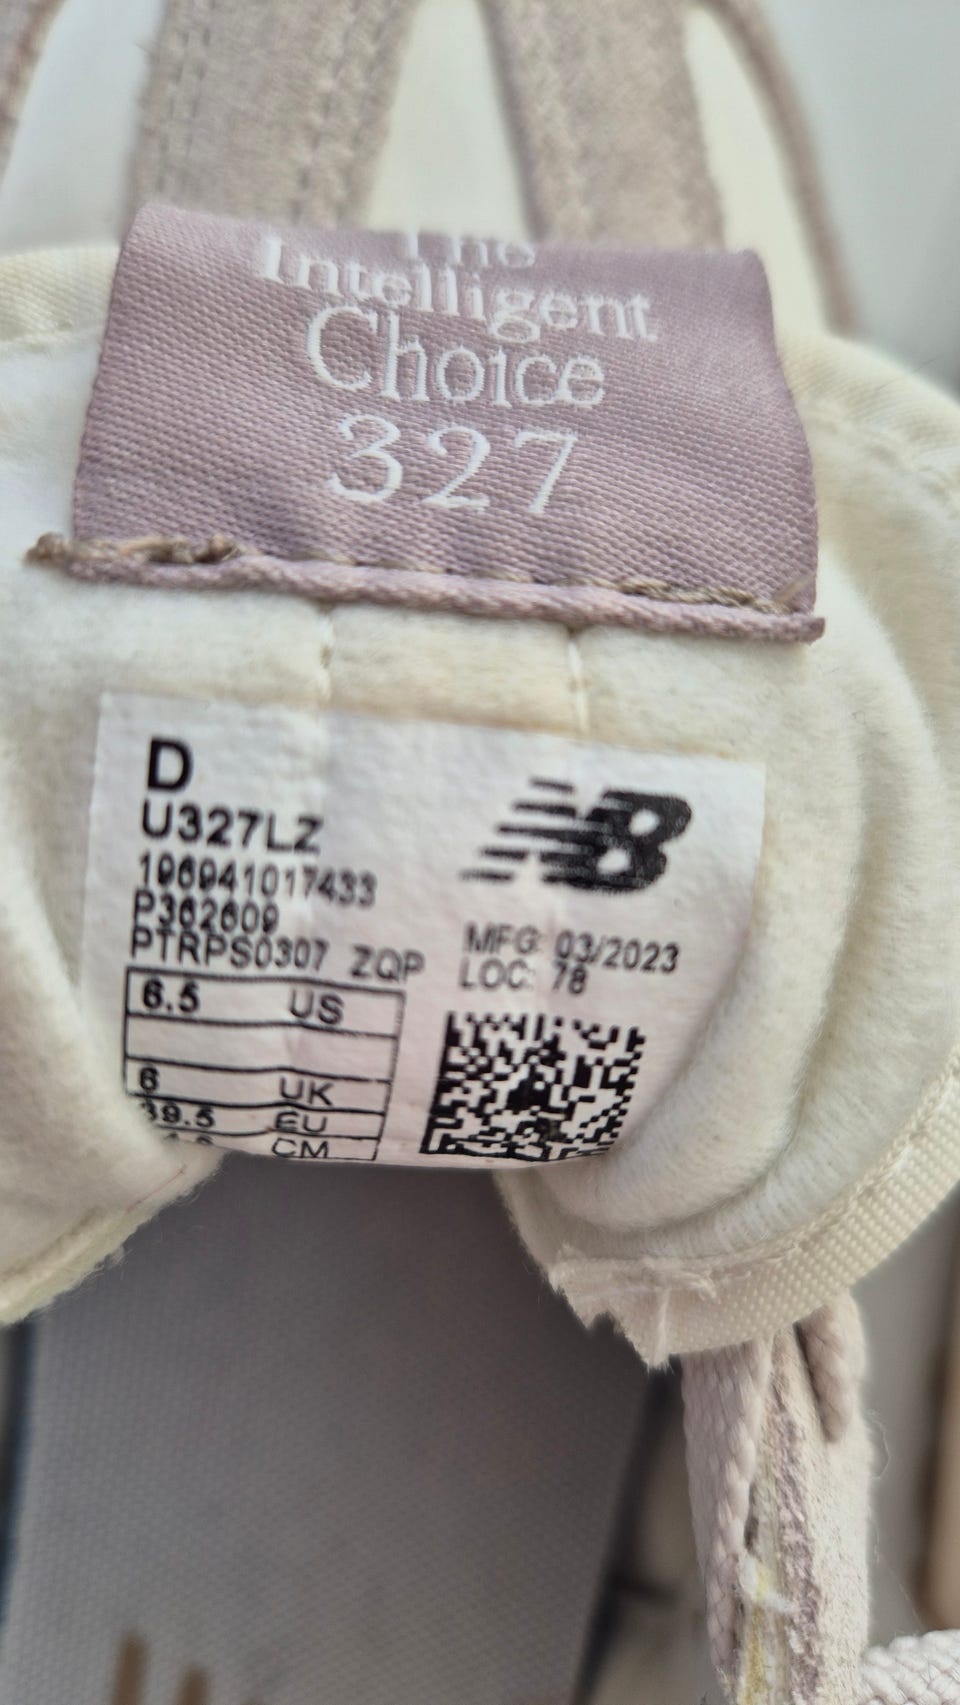 The
Intelligent
Choice
327
D
U327LZ
196941017433
P362609
PTRPS0307 ZQP
6.5 US
6 UK
39.5 EU
CM
NB
MFG: 03/2023
LOC: 78